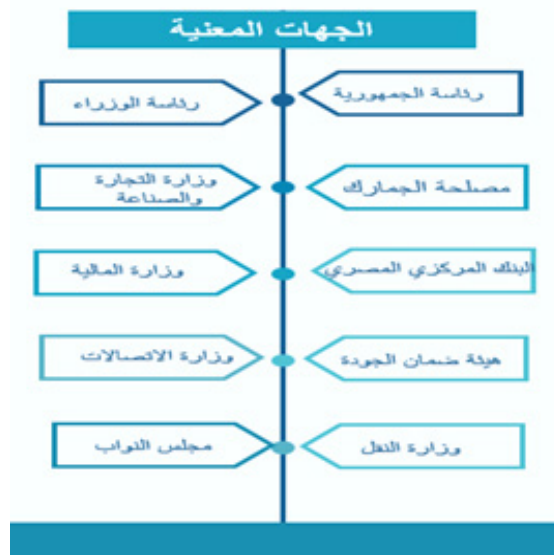 الجهات المعنية
رئاسة الجمهورية
رئاسة الوزراء
مصلحة الجمارك
وزارة التجارة
والصناعة
البنك المركزي المصري
وزارة المالية
هيئة ضمان الجودة
وزارة الاتصالات
وزارة النقل
مجلس النواب